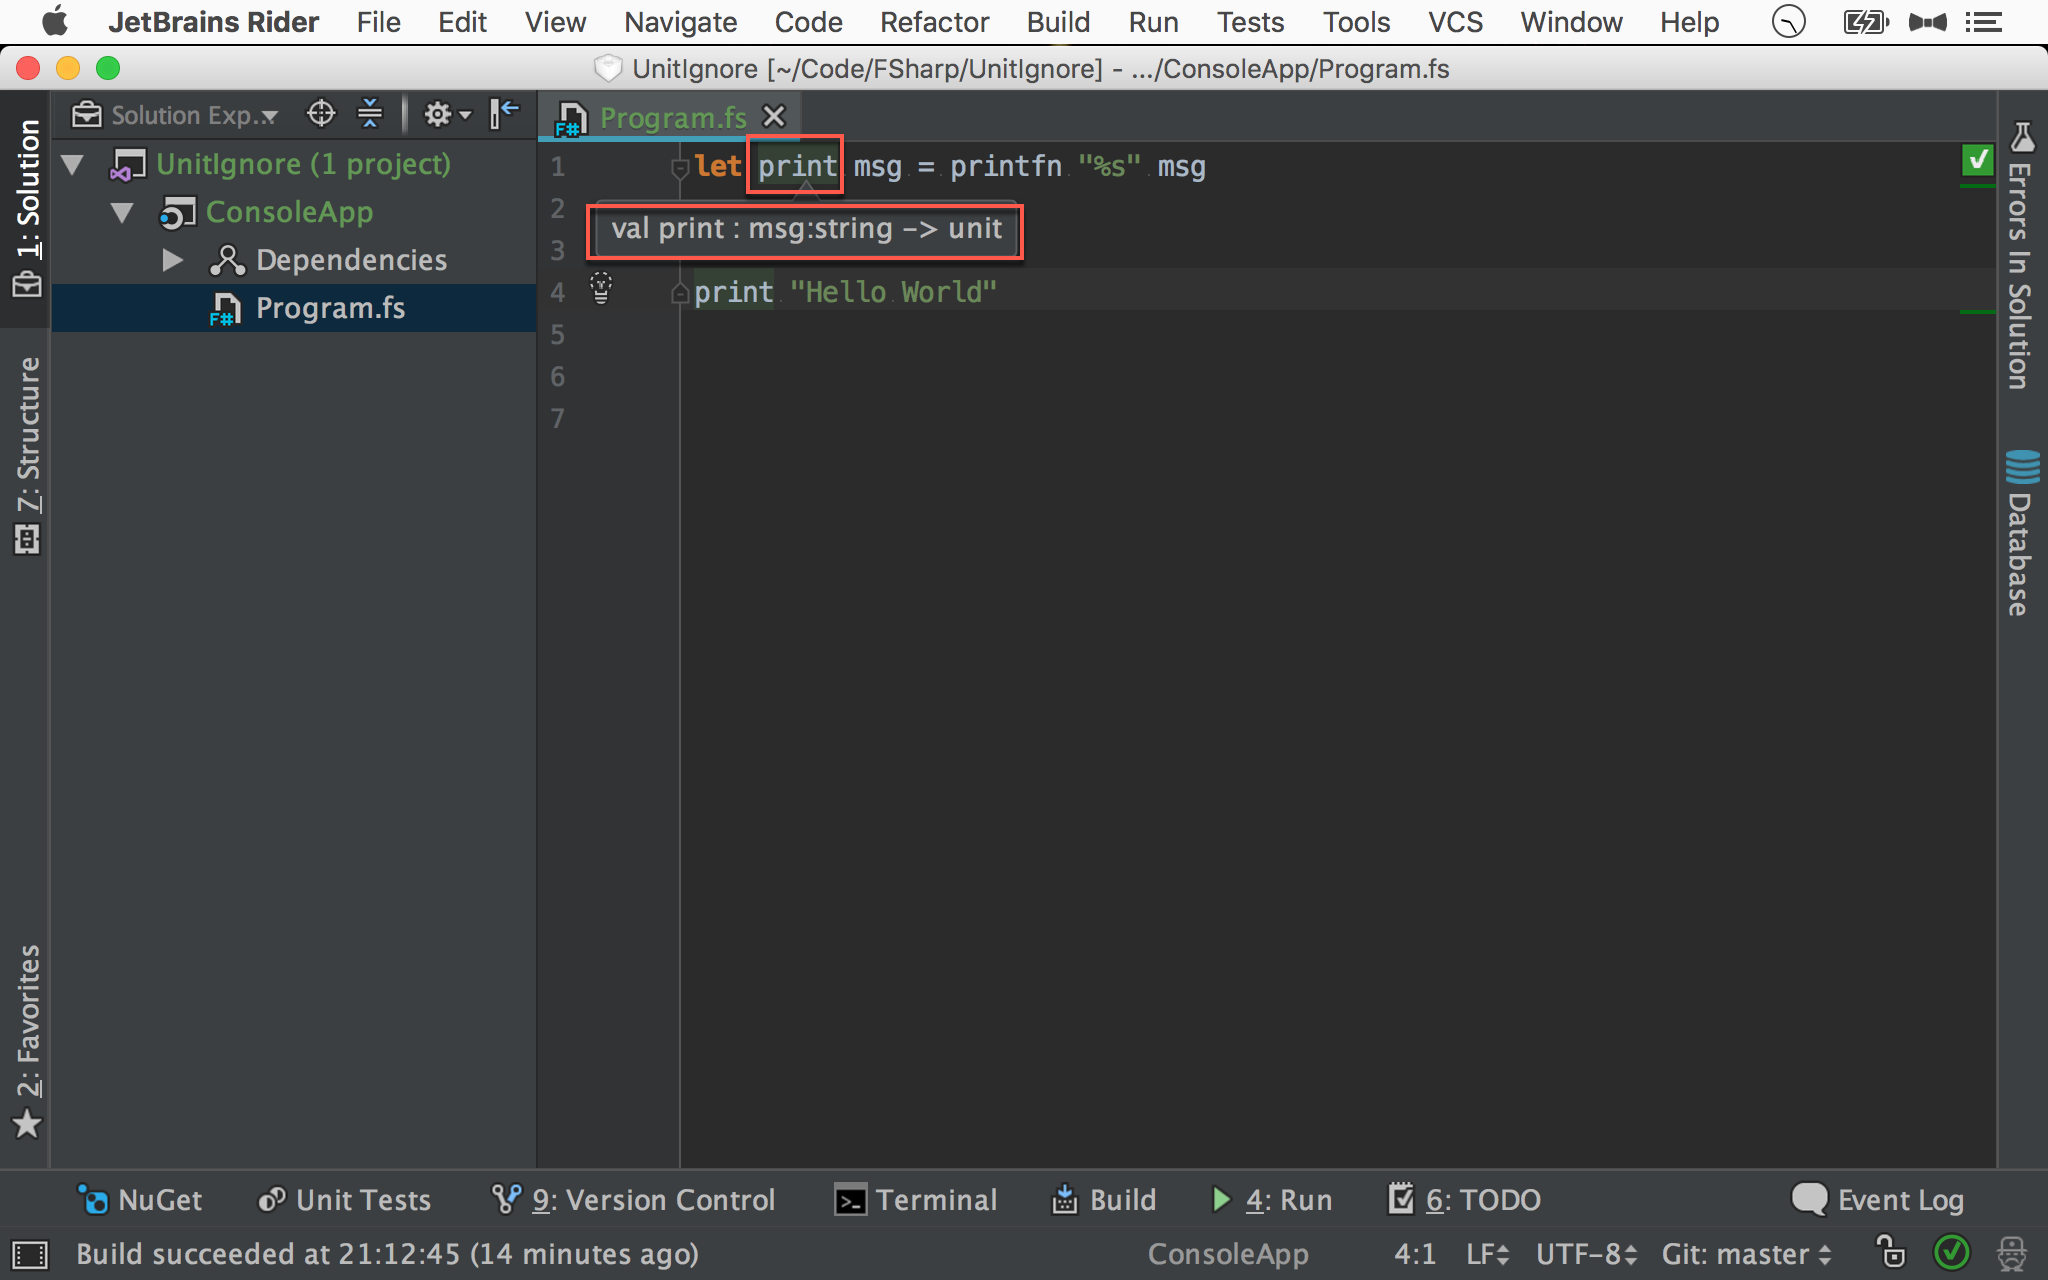 JetBrains Rider File Edit View Navigate Code Refactor Build Run Tests Tools VCS Window Help
UnitIgnore [~/Code/FSharp/UnitIgnore] - .../ConsoleApp/Program.fs
1: Solution
7: Structure
2: Favorites
Solution Exp...
UnitIgnore (1 project)
ConsoleApp
Dependencies
F# Program.fs
F# Program.fs
1 let print msg = printfn "%s" msg
2
val print : msg:string -> unit
3
4 print "Hello World"
5
6
7
Errors In Solution
Database
NuGet Unit Tests 9: Version Control Terminal Build 4: Run 6: TODO Event Log
Build succeeded at 21:12:45 (14 minutes ago) ConsoleApp 4:1 LF UTF-8 Git: master